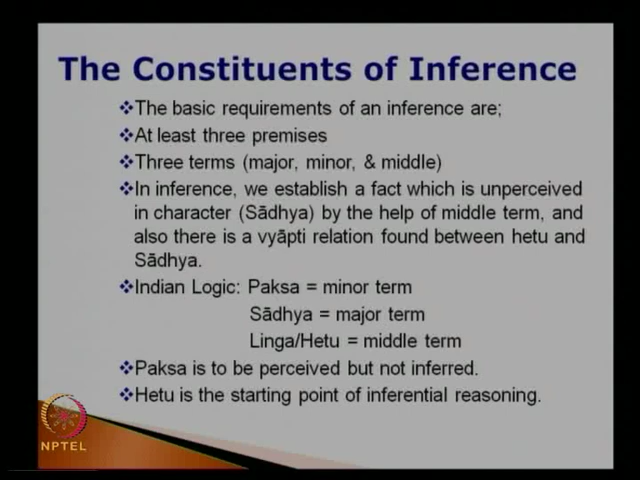 The Constituents of Inference
❖The basic requirements of an inference are;
❖At least three premises
❖Three terms (major, minor, & middle)
❖In inference, we establish a fact which is unperceived
in character (Sādhya) by the help of middle term, and
also there is a vyāpti relation found between hetu and
Sādhya.
❖Indian Logic: Paksa = minor term
Sādhya = major term
Linga/Hetu = middle term
❖Paksa is to be perceived but not inferred.
❖Hetu is the starting point of inferential reasoning.
NPTEL